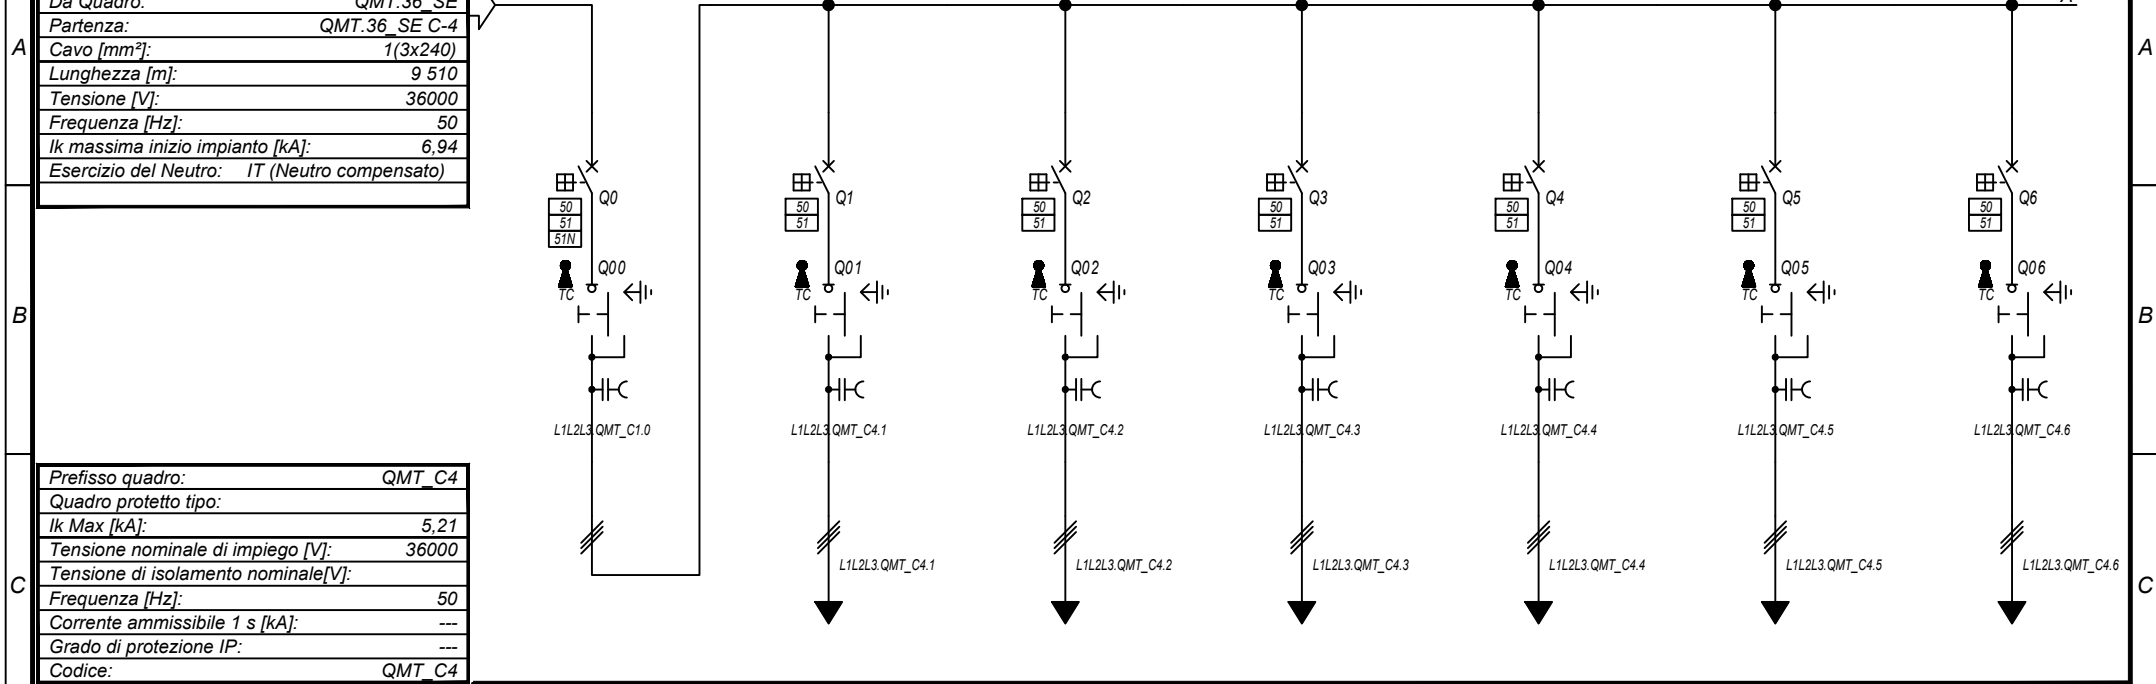 Da Quadro: QMT.36_SE
Partenza: QMT.36_SE C-4
Cavo [mm²]: 1(3x240)
Lunghezza [m]: 9 510
Tensione [V]: 36000
Frequenza [Hz]: 50
Ik massima inizio impianto [kA]: 6,94
Esercizio del Neutro: IT (Neutro compensato)
A A
Q0 Q1 Q2 Q3 Q4 Q5 Q6
50 50 50 50 50 50 50
51 51 51 51 51 51 51
51N
Q00 Q01 Q02 Q03 Q04 Q05 Q06
TC TC TC TC TC TC TC
B B
L1L2L3.QMT_C1.0 L1L2L3.QMT_C4.1 L1L2L3.QMT_C4.2 L1L2L3.QMT_C4.3 L1L2L3.QMT_C4.4 L1L2L3.QMT_C4.5 L1L2L3.QMT_C4.6
Prefisso quadro: QMT_C4
Quadro protetto tipo:
Ik Max [kA]: 5,21
Tensione nominale di impiego [V]: 36000
Tensione di isolamento nominale[V]:
Frequenza [Hz]: 50
Corrente ammissibile 1 s [kA]: ---
Grado di protezione IP: ---
Codice: QMT_C4
L1L2L3.QMT_C4.1 L1L2L3.QMT_C4.2 L1L2L3.QMT_C4.3 L1L2L3.QMT_C4.4 L1L2L3.QMT_C4.5 L1L2L3.QMT_C4.6
C C